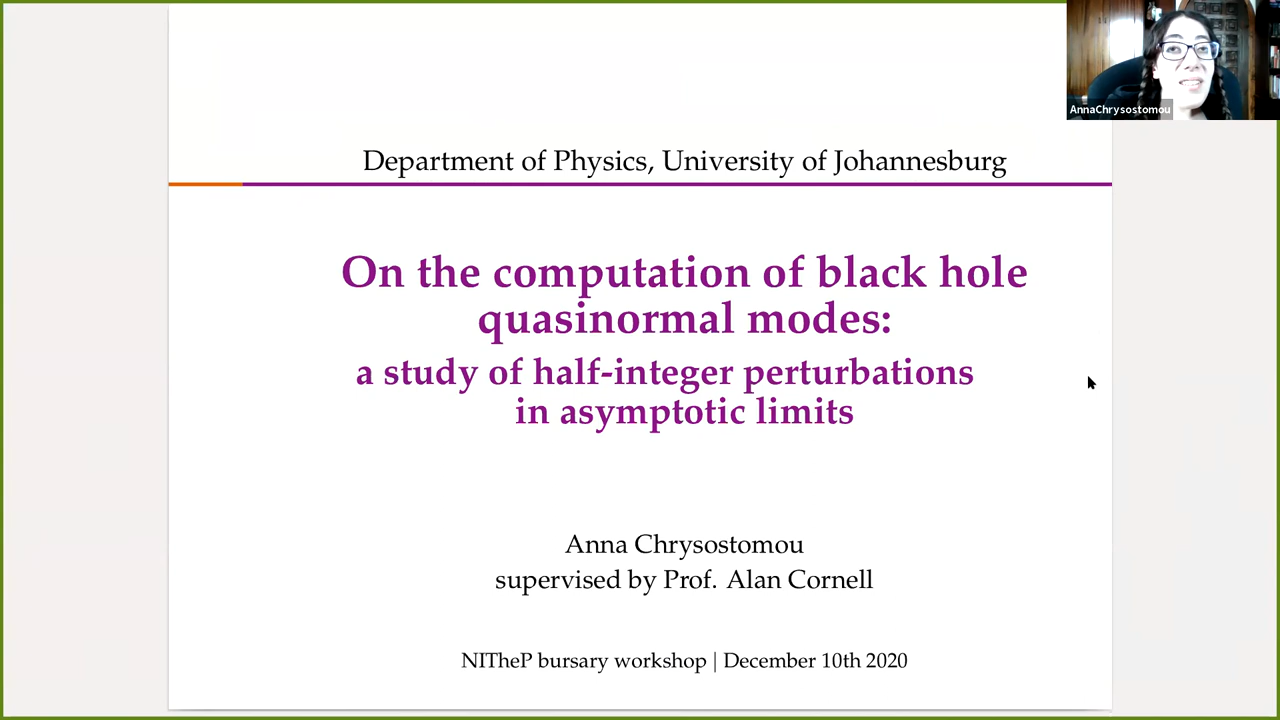 AnnaChrysostomou
Department of Physics, University of Johannesburg
On the computation of black hole
quasinormal modes:
a study of half-integer perturbations
in asymptotic limits
Anna Chrysostomou
supervised by Prof. Alan Cornell
NITheP bursary workshop | December 10th 2020